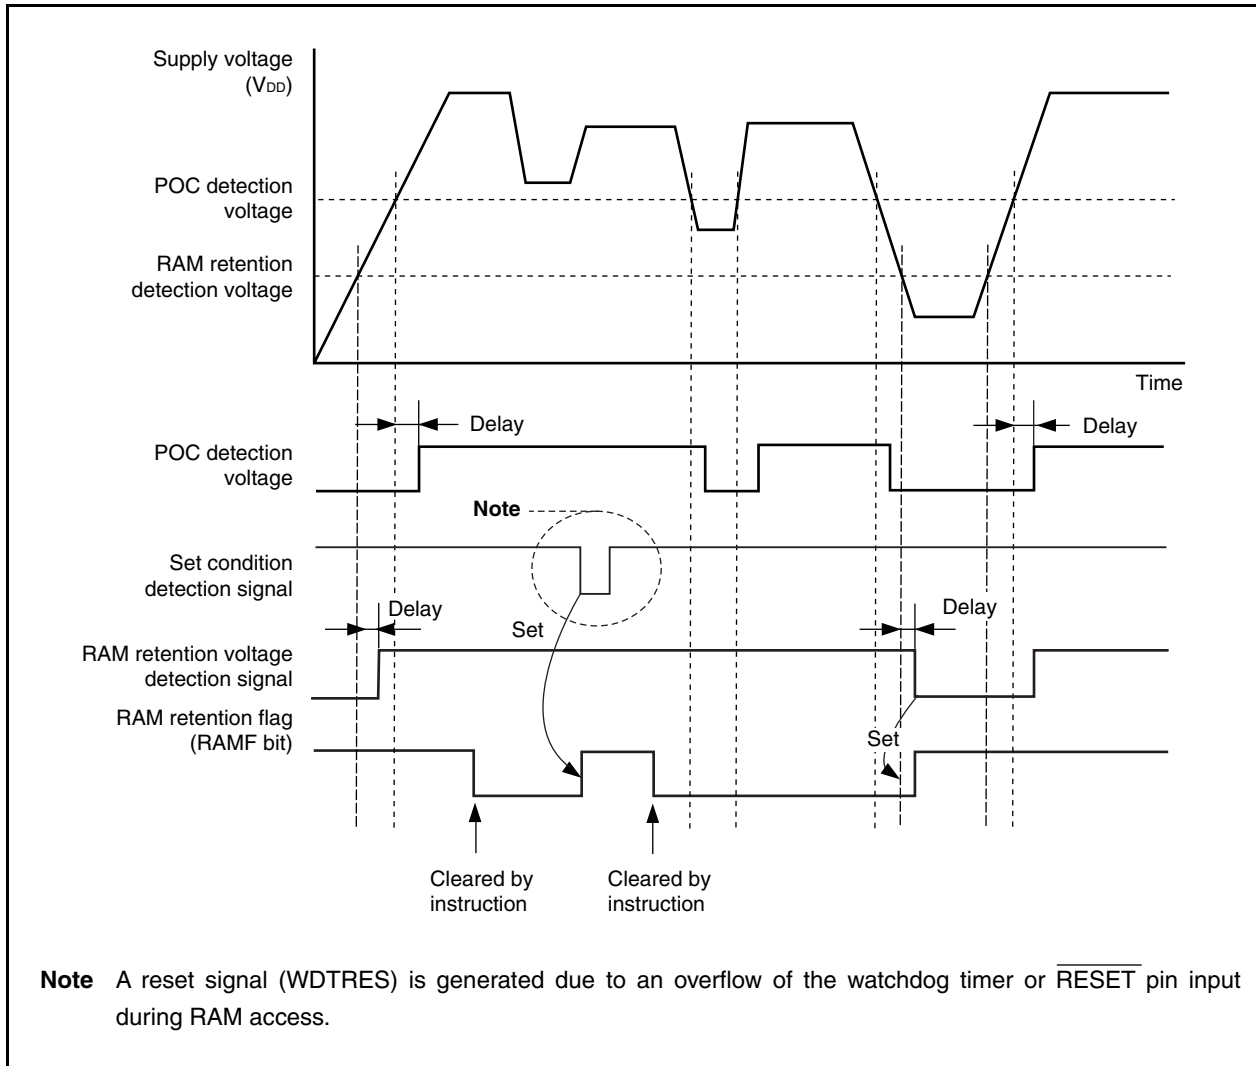 Supply voltage
(VDD)
POC detection
voltage
RAM retention
detection voltage
Time
Delay
Delay
POC detection
voltage
Note
Set condition
detection signal
Delay
Delay
Set
RAM retention voltage
detection signal
RAM retention flag
(RAMF bit)
Set
Cleared by
instruction
Cleared by
instruction
Note A reset signal (WDTRES) is generated due to an overflow of the watchdog timer or RESET pin input
during RAM access.